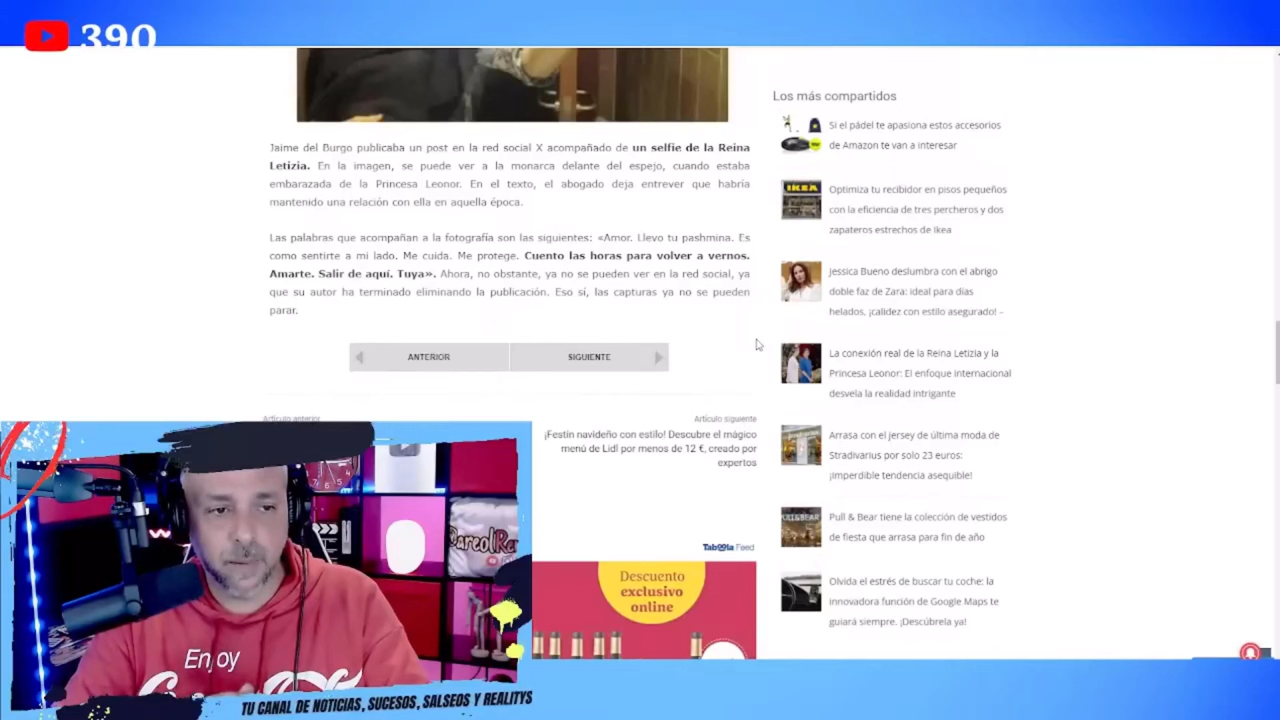 390
Jaime del Burgo publicaba un post en la red social X acompañado de un selfie de la Reina
Letizia. En la imagen, se puede ver a la monarca delante del espejo, cuando estaba
embarazada de la Princesa Leonor. En el texto, el abogado deja entrever que habría
mantenido una relación con ella en aquella época.
Las palabras que acompañan a la fotografía son las siguientes: «Amor. Llevo tu pashmina. Es
como sentirte a mi lado. Me cuida. Me protege. Cuento las horas para volver a vernos.
Amarte. Salir de aquí. Tuya». Ahora, no obstante, ya no se pueden ver en la red social, ya
que su autor ha terminado eliminando la publicación. Eso sí, las capturas ya no se pueden
parar.
ANTERIOR
SIGUIENTE
Artículo anterior
Artículo siguiente
¡Festín navideño con estilo! Descubre el mágico
menú de Lidl por menos de 12 €, creado por
expertos
Taboola Feed
Descuento
exclusivo
online
Los más compartidos
Si el pádel te apasiona estos accesorios
de Amazon te van a interesar
IKEA
Optimiza tu recibidor en pisos pequeños
con la eficiencia de tres percheros y dos
zapateros estrechos de Ikea
Jessica Bueno deslumbra con el abrigo
doble faz de Zara: ideal para días
helados, ¡calidez con estilo asegurado! –
La conexión real de la Reina Letizia y la
Princesa Leonor: El enfoque internacional
desvela la realidad intrigante
Arrasa con el jersey de última moda de
Stradivarius por solo 23 euros:
¡Imperdible tendencia asequible!
Pull & Bear tiene la colección de vestidos
de fiesta que arrasa para fin de año
Olvida el estrés de buscar tu coche: la
innovadora función de Google Maps te
guiará siempre. ¡Descúbrela ya!
Enjoy
TU CANAL DE NOTICIAS, SUCESOS, SALSEOS Y REALITYS